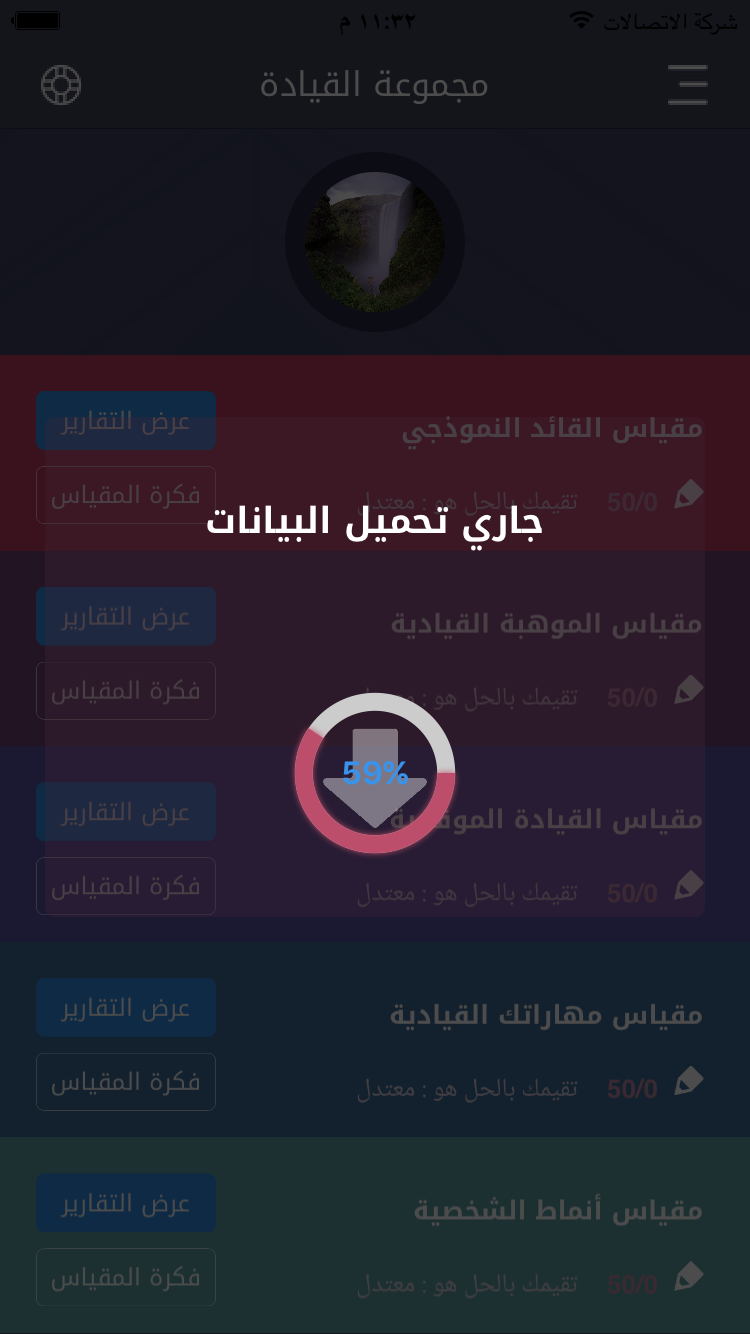 شركة الاتصالات ١١:٣٢ م
مجموعة القيادة
مقياس القائد النموذجي
عرض التقارير
50/0 تقيمك بالحل هو : معتدل
فكرة المقياس
جاري تحميل البيانات
مقياس الموهبة القيادية
عرض التقارير
50/0 تقيمك بالحل هو : معتدل
فكرة المقياس
59%
مقياس القيادة الموقفية
عرض التقارير
50/0 تقيمك بالحل هو : معتدل
فكرة المقياس
مقياس مهاراتك القيادية
عرض التقارير
50/0 تقيمك بالحل هو : معتدل
فكرة المقياس
مقياس أنماط الشخصية
عرض التقارير
50/0 تقيمك بالحل هو : معتدل
فكرة المقياس